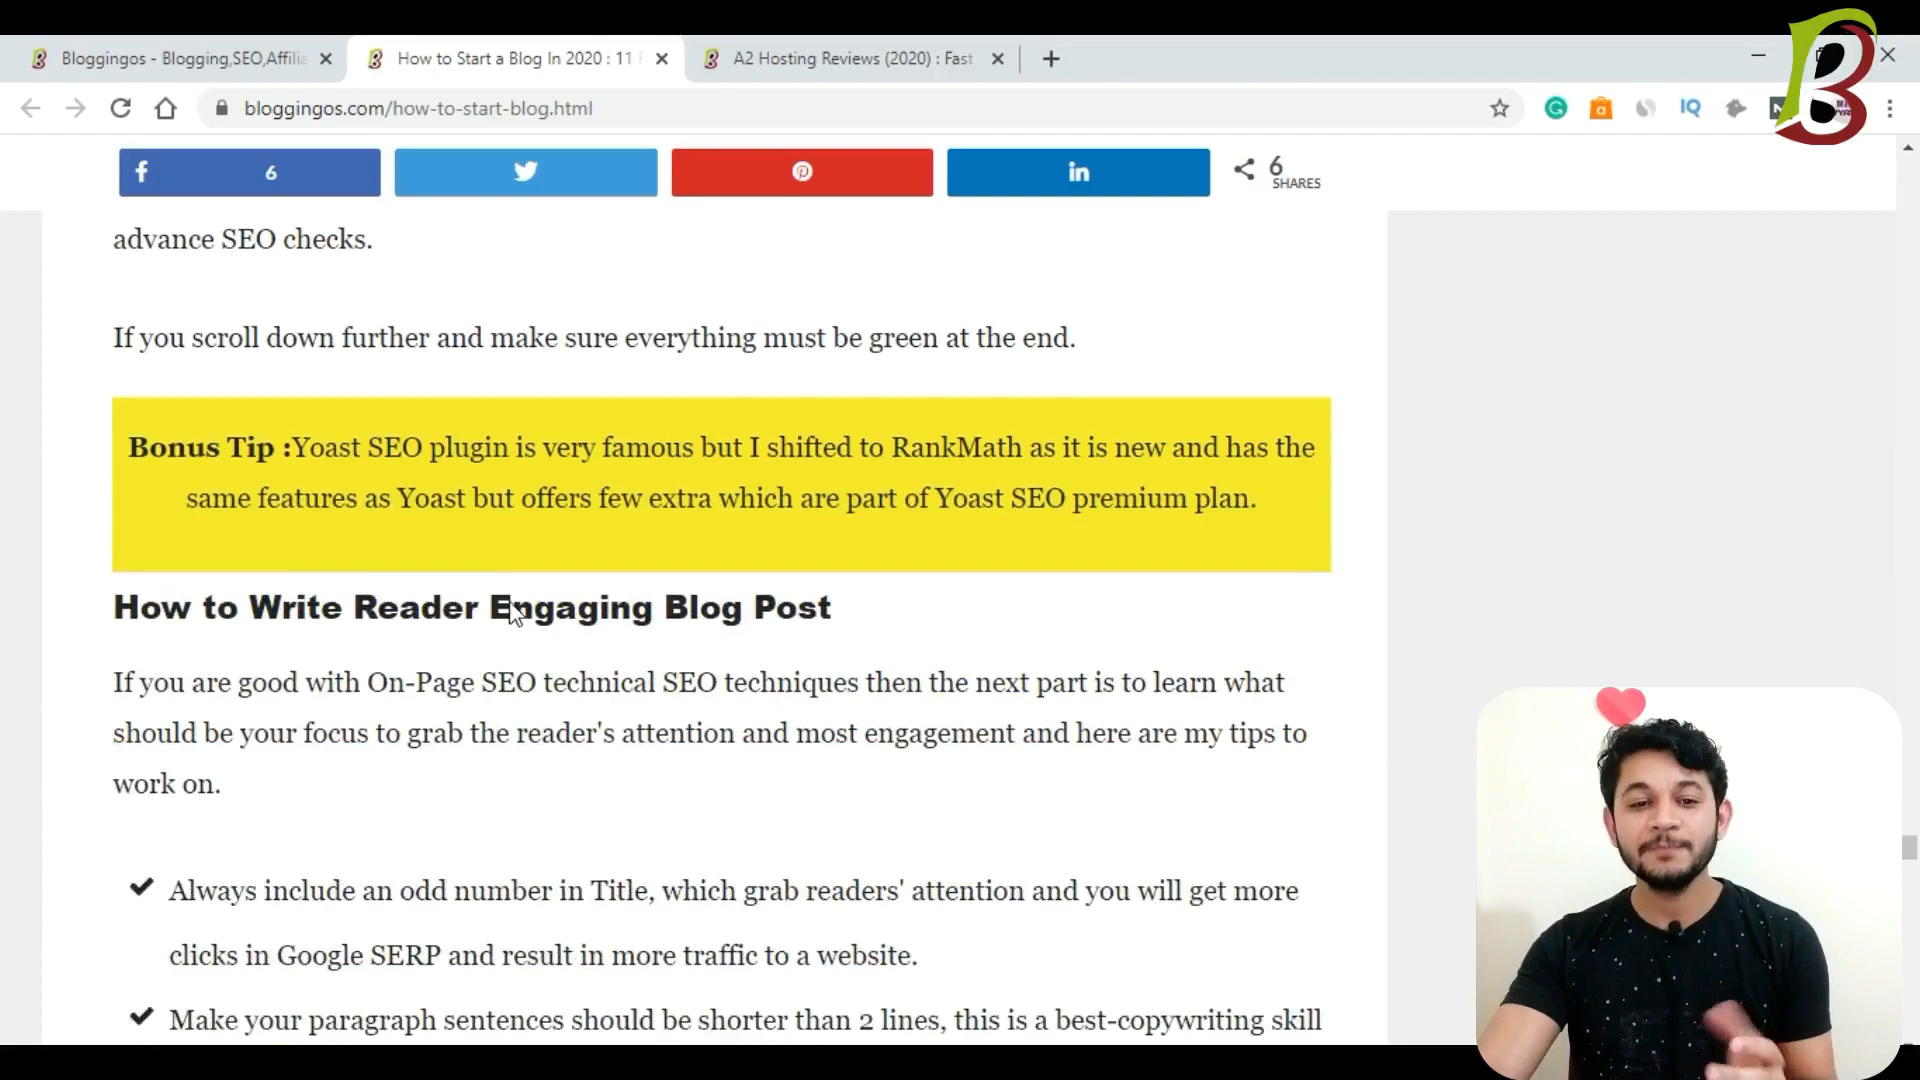 Bloggingos - Blogging,SEO,Affilia
How to Start a Blog In 2020 : 11
A2 Hosting Reviews (2020) : Fast
bloggingos.com/how-to-start-blog.html
6
6
SHARES
advance SEO checks.
If you scroll down further and make sure everything must be green at the end.
Bonus Tip :Yoast SEO plugin is very famous but I shifted to RankMath as it is new and has the
same features as Yoast but offers few extra which are part of Yoast SEO premium plan.
How to Write Reader Engaging Blog Post
If you are good with On-Page SEO technical SEO techniques then the next part is to learn what
should be your focus to grab the reader's attention and most engagement and here are my tips to
work on.
Always include an odd number in Title, which grab readers' attention and you will get more
clicks in Google SERP and result in more traffic to a website.
Make your paragraph sentences should be shorter than 2 lines, this is a best-copywriting skill